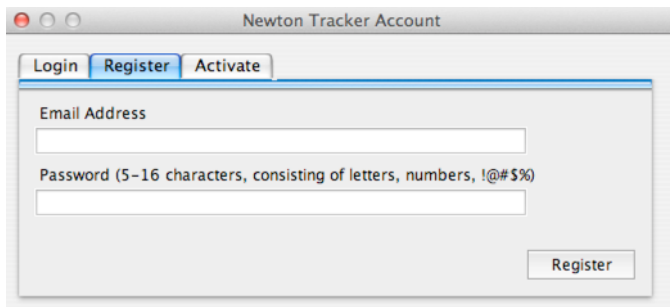 Newton Tracker Account
Login Register Activate
Email Address
Password (5-16 characters, consisting of letters, numbers, !@#$%)
Register